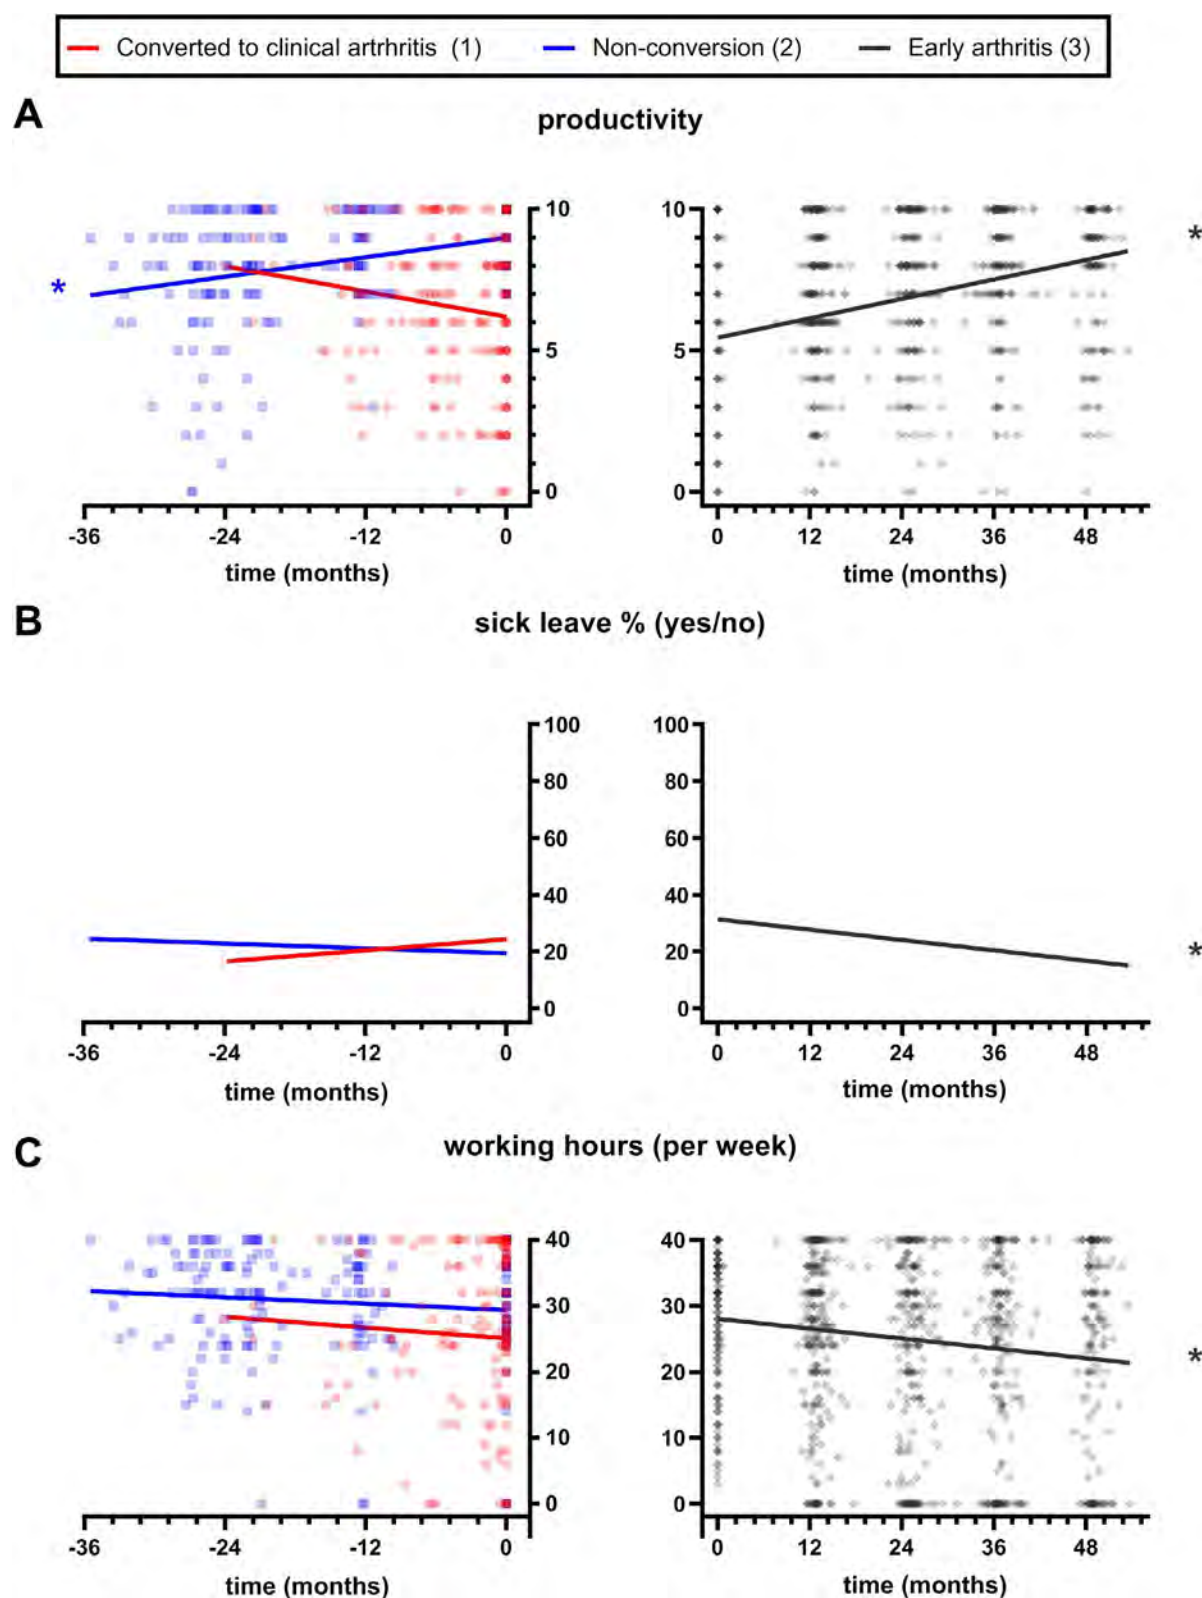 Converted to clinical artrhritis (1) Non-conversion (2) Early arthritis (3)
A
productivity
10
5
0
-36 -24 -12 0
time (months)
*
10
5
0
0 12 24 36 48
time (months)
*
B
sick leave % (yes/no)
100
80
60
40
20
0
-36 -24 -12 0
time (months)
100
80
60
40
20
0
0 12 24 36 48
time (months)
*
C
working hours (per week)
40
30
20
10
0
-36 -24 -12 0
time (months)
40
30
20
10
0
0 12 24 36 48
time (months)
*